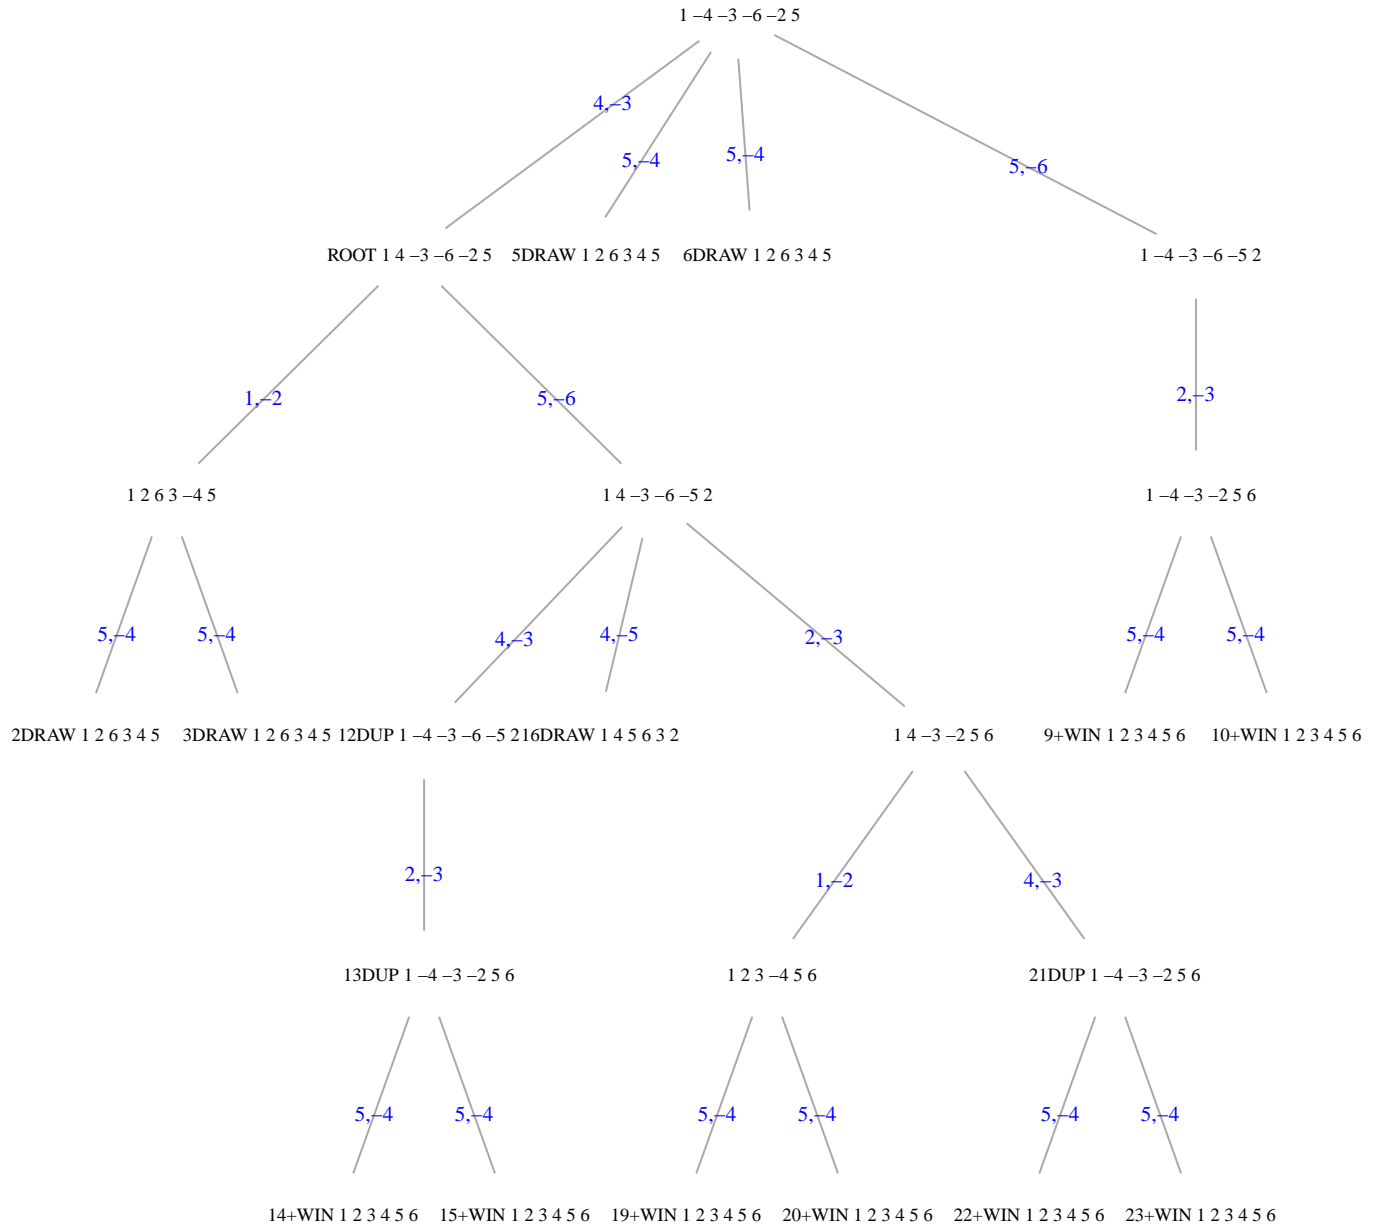 1 –4 –3 –6 –2 5
4,–3
5,–4
5,–4
5,–6
ROOT 1 4 –3 –6 –2 5
5DRAW 1 2 6 3 4 5
6DRAW 1 2 6 3 4 5
1 –4 –3 –6 –5 2
1,–2
5,–6
2,–3
1 2 6 3 –4 5
1 4 –3 –6 –5 2
1 –4 –3 –2 5 6
5,–4
5,–4
4,–3
4,–5
2,–3
5,–4
5,–4
2DRAW 1 2 6 3 4 5
3DRAW 1 2 6 3 4 5
12DUP 1 –4 –3 –6 –5 2
16DRAW 1 4 5 6 3 2
1 4 –3 –2 5 6
9+WIN 1 2 3 4 5 6
10+WIN 1 2 3 4 5 6
2,–3
1,–2
4,–3
13DUP 1 –4 –3 –2 5 6
1 2 3 –4 5 6
21DUP 1 –4 –3 –2 5 6
5,–4
5,–4
5,–4
5,–4
5,–4
5,–4
14+WIN 1 2 3 4 5 6
15+WIN 1 2 3 4 5 6
19+WIN 1 2 3 4 5 6
20+WIN 1 2 3 4 5 6
22+WIN 1 2 3 4 5 6
23+WIN 1 2 3 4 5 6